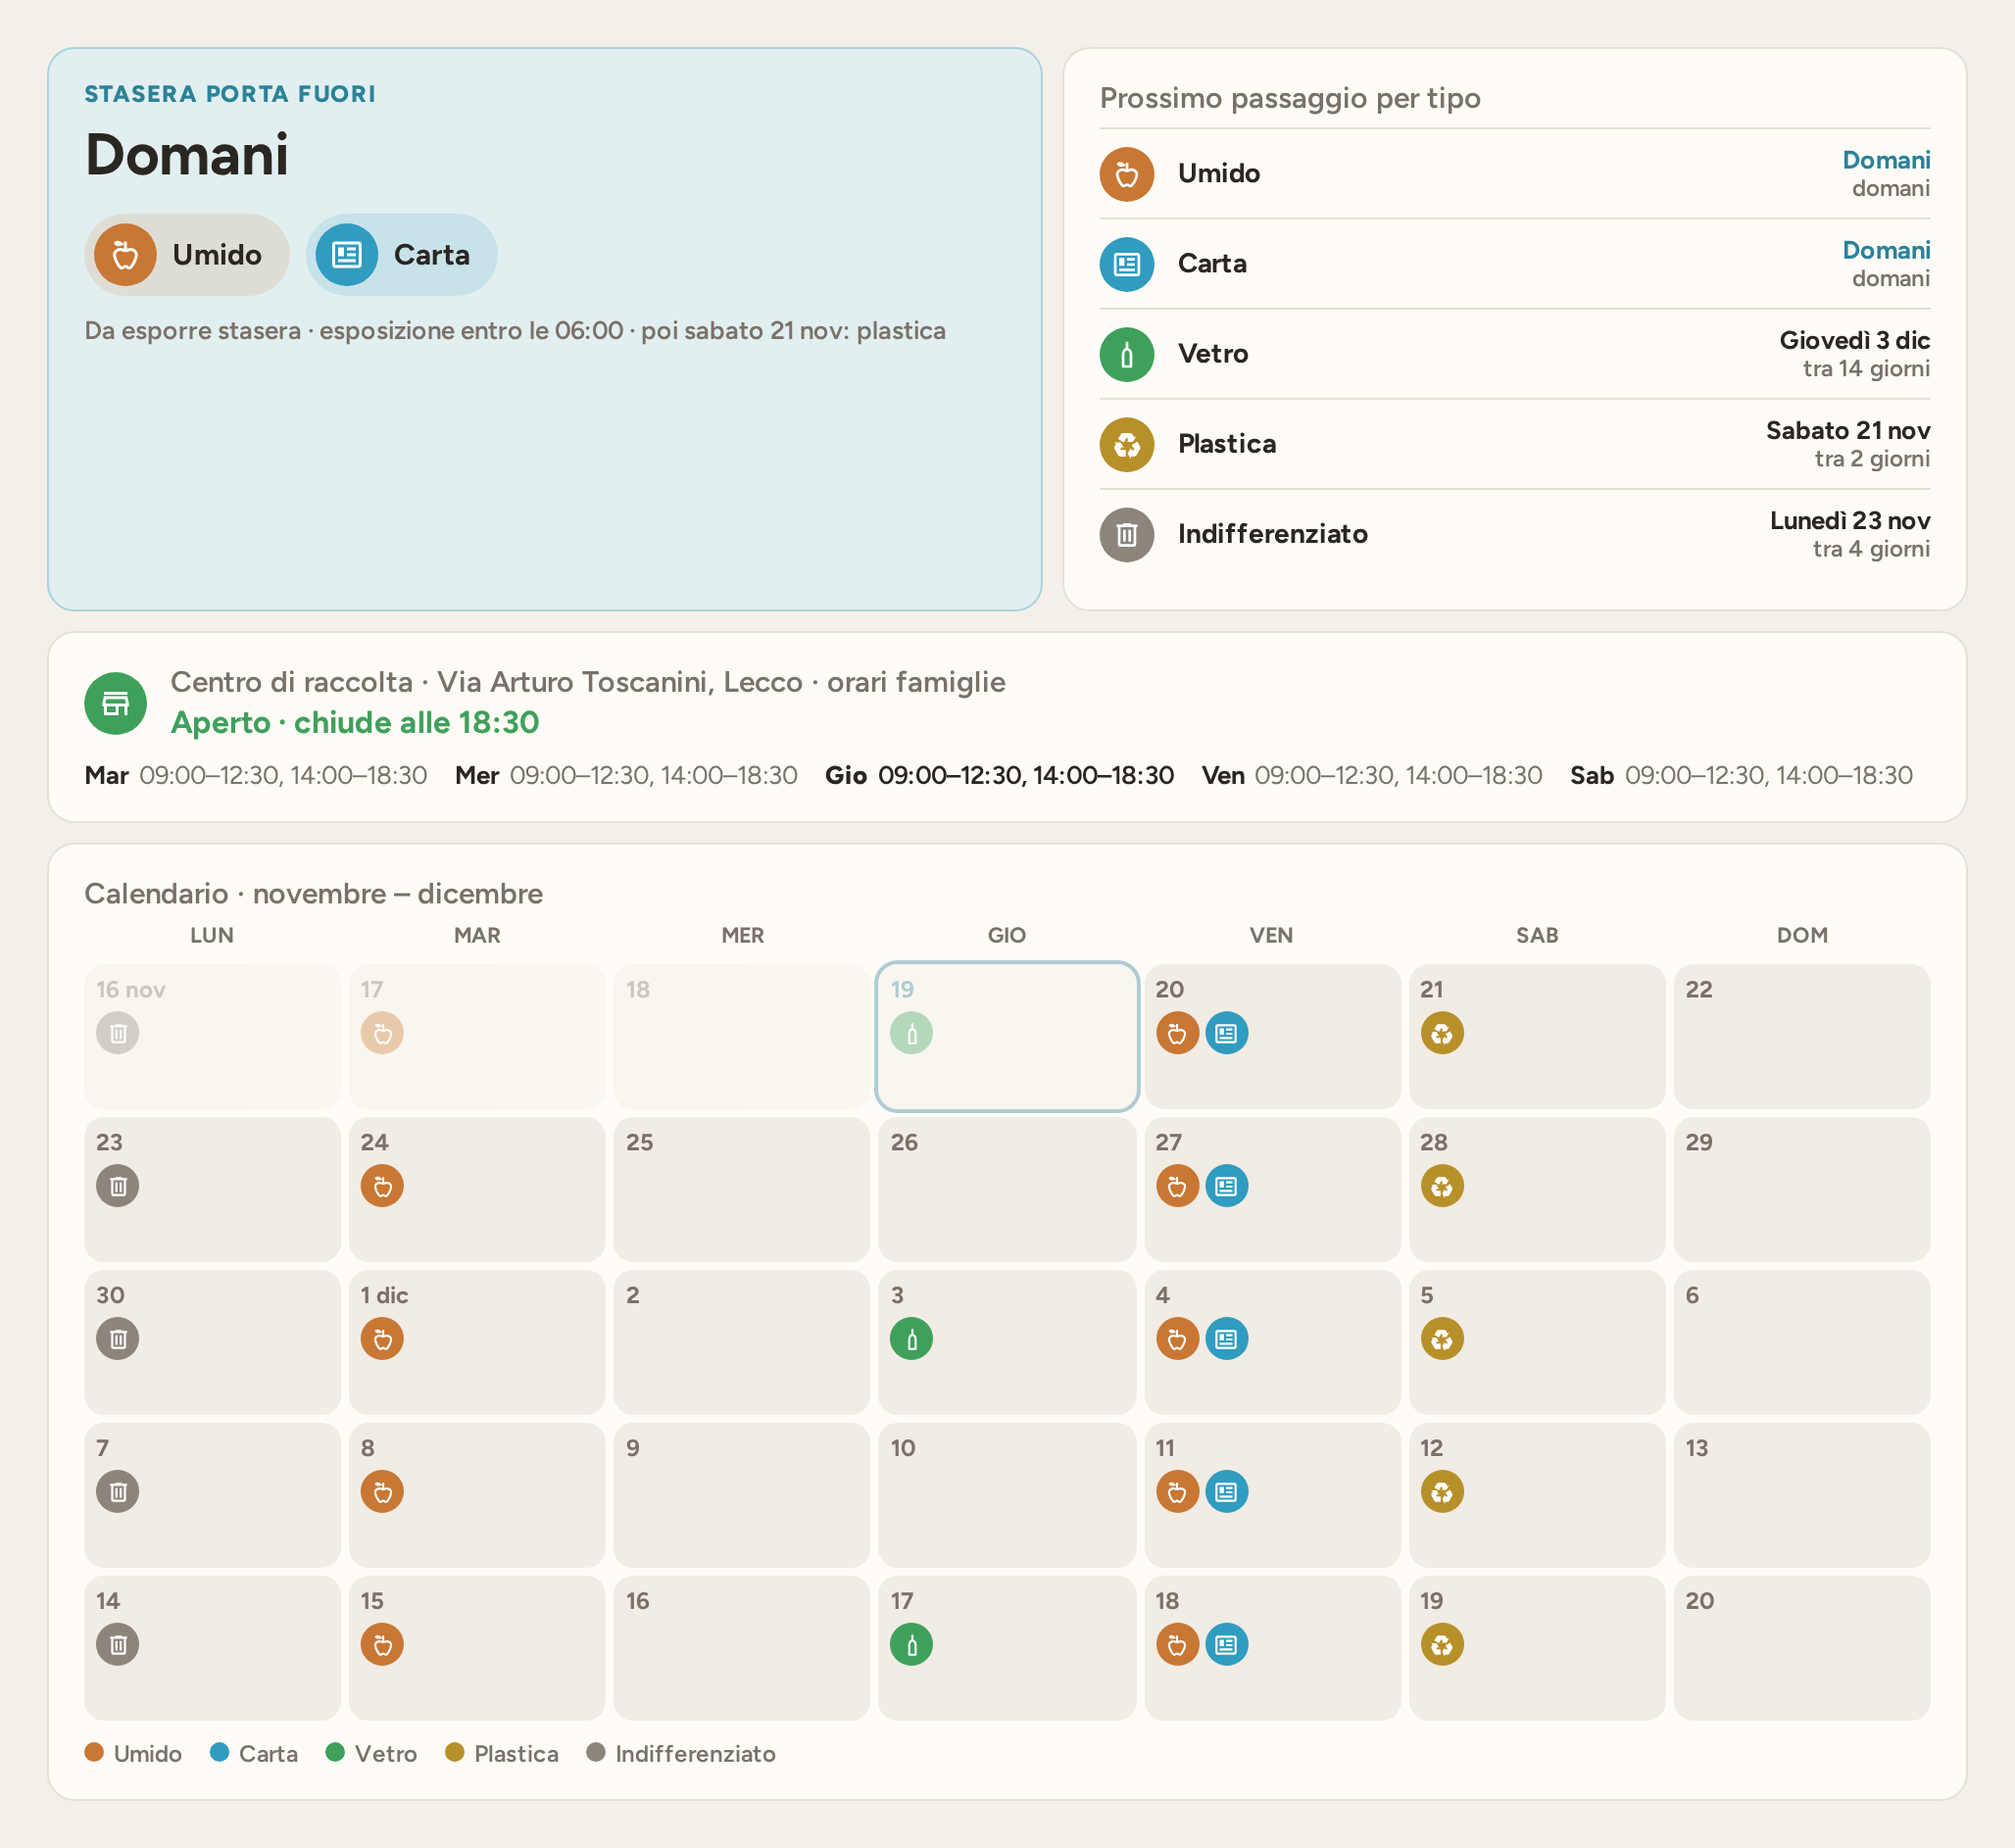 STASERA PORTA FUORI
Domani
Umido
Carta
Da esporre stasera · esposizione entro le 06:00 · poi sabato 21 nov: plastica
Prossimo passaggio per tipo
Umido
Domani
domani
Carta
Domani
domani
Vetro
Giovedì 3 dic
tra 14 giorni
Plastica
Sabato 21 nov
tra 2 giorni
Indifferenziato
Lunedì 23 nov
tra 4 giorni
Centro di raccolta · Via Arturo Toscanini, Lecco · orari famiglie
Aperto · chiude alle 18:30
Mar 09:00–12:30, 14:00–18:30 Mer 09:00–12:30, 14:00–18:30 Gio 09:00–12:30, 14:00–18:30 Ven 09:00–12:30, 14:00–18:30 Sab 09:00–12:30, 14:00–18:30
Calendario · novembre – dicembre
LUN MAR MER GIO VEN SAB DOM
16 nov 17 18 19 20 21 22
23 24 25 26 27 28 29
30 1 dic 2 3 4 5 6
7 8 9 10 11 12 13
14 15 16 17 18 19 20
Umido Carta Vetro Plastica Indifferenziato